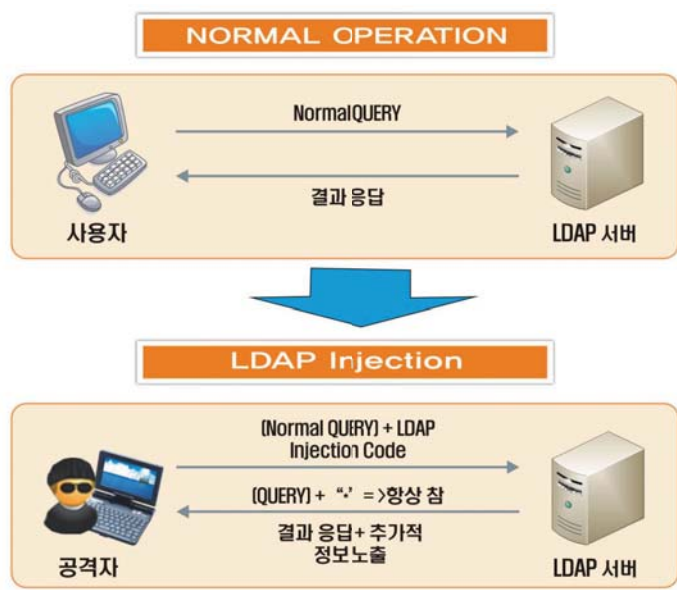 NORMAL OPERATION
NormalQUERY
결과 응답
사용자
LDAP 서버
LDAP Injection
(Normal QUERY) + LDAP
Injection Code
(QUERY) + “*’ = >항상 참
결과 응답 + 추가적
정보노출
공격자
LDAP 서버